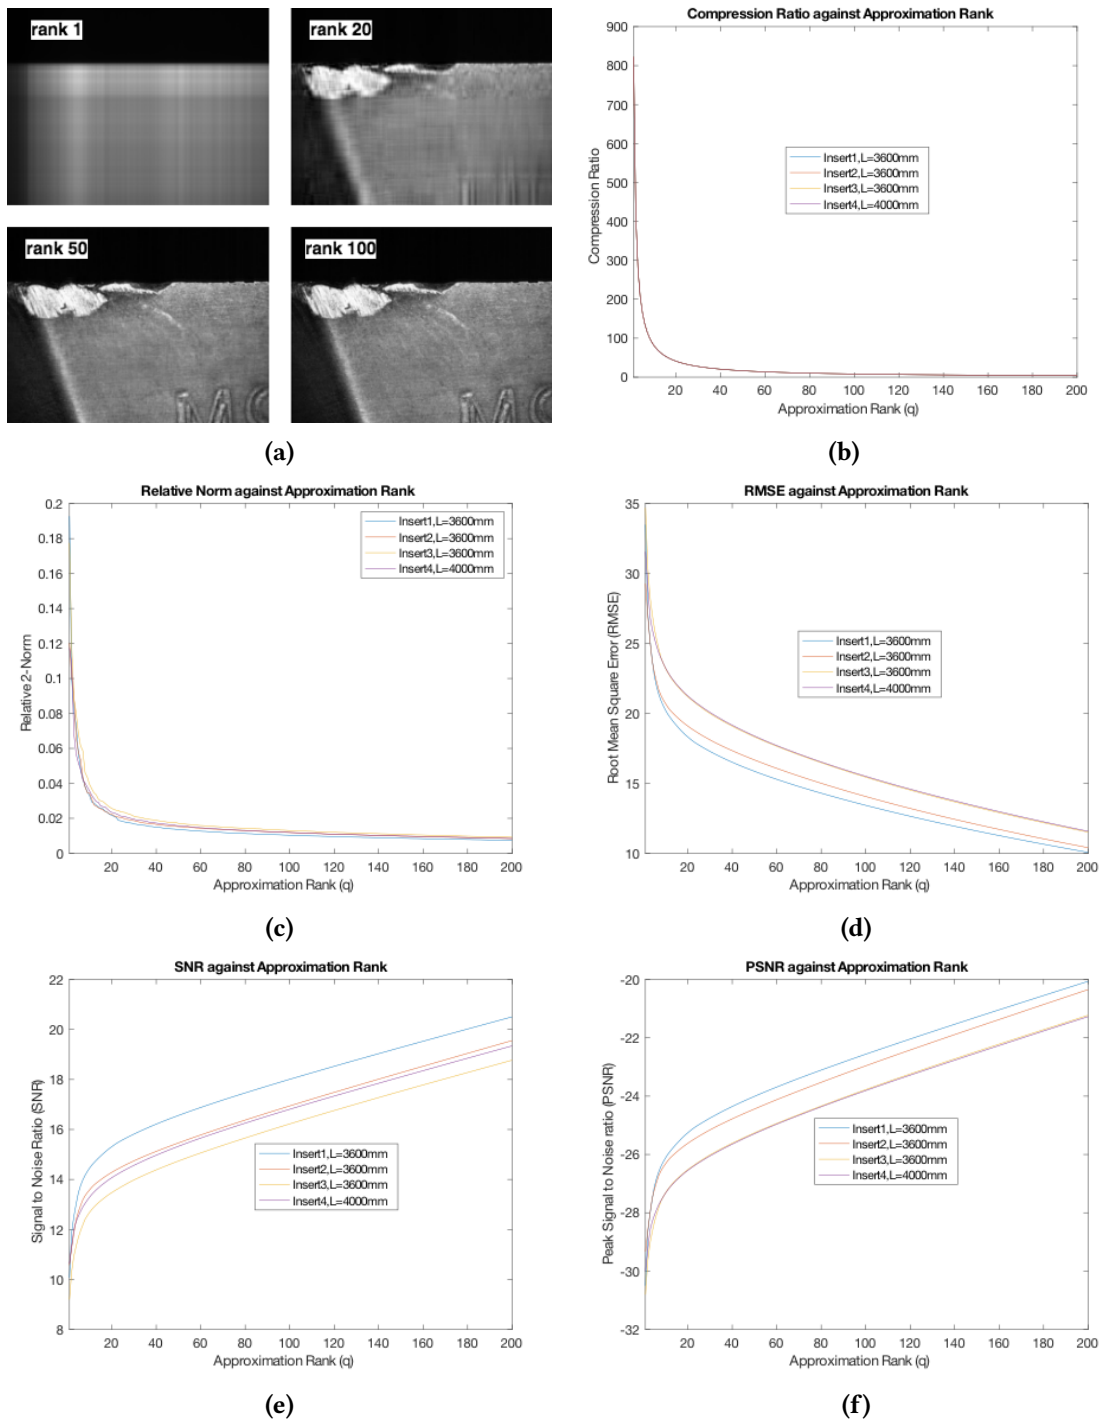 rank 1
rank 20
rank 50
rank 100
MC
MC
(a)
Compression Ratio against Approximation Rank
Compression Ratio
900
800
700
600
500
400
300
200
100
0
Insert1,L=3600mm
Insert2,L=3600mm
Insert3,L=3600mm
Insert4,L=4000mm
20 40 60 80 100 120 140 160 180 200
Approximation Rank (q)
(b)
Relative Norm against Approximation Rank
Relative 2-Norm
0.2
0.18
0.16
0.14
0.12
0.1
0.08
0.06
0.04
0.02
0
Insert1,L=3600mm
Insert2,L=3600mm
Insert3,L=3600mm
Insert4,L=4000mm
20 40 60 80 100 120 140 160 180 200
Approximation Rank (q)
(c)
RMSE against Approximation Rank
Root Mean Square Error (RMSE)
35
30
25
20
15
10
Insert1,L=3600mm
Insert2,L=3600mm
Insert3,L=3600mm
Insert4,L=4000mm
20 40 60 80 100 120 140 160 180 200
Approximation Rank (q)
(d)
SNR against Approximation Rank
Signal to Noise Ratio (SNR)
22
20
18
16
14
12
10
8
Insert1,L=3600mm
Insert2,L=3600mm
Insert3,L=3600mm
Insert4,L=4000mm
20 40 60 80 100 120 140 160 180 200
Approximation Rank (q)
(e)
PSNR against Approximation Rank
Peak Signal to Noise ratio (PSNR)
-20
-22
-24
-26
-28
-30
-32
Insert1,L=3600mm
Insert2,L=3600mm
Insert3,L=3600mm
Insert4,L=4000mm
20 40 60 80 100 120 140 160 180 200
Approximation Rank (q)
(f)